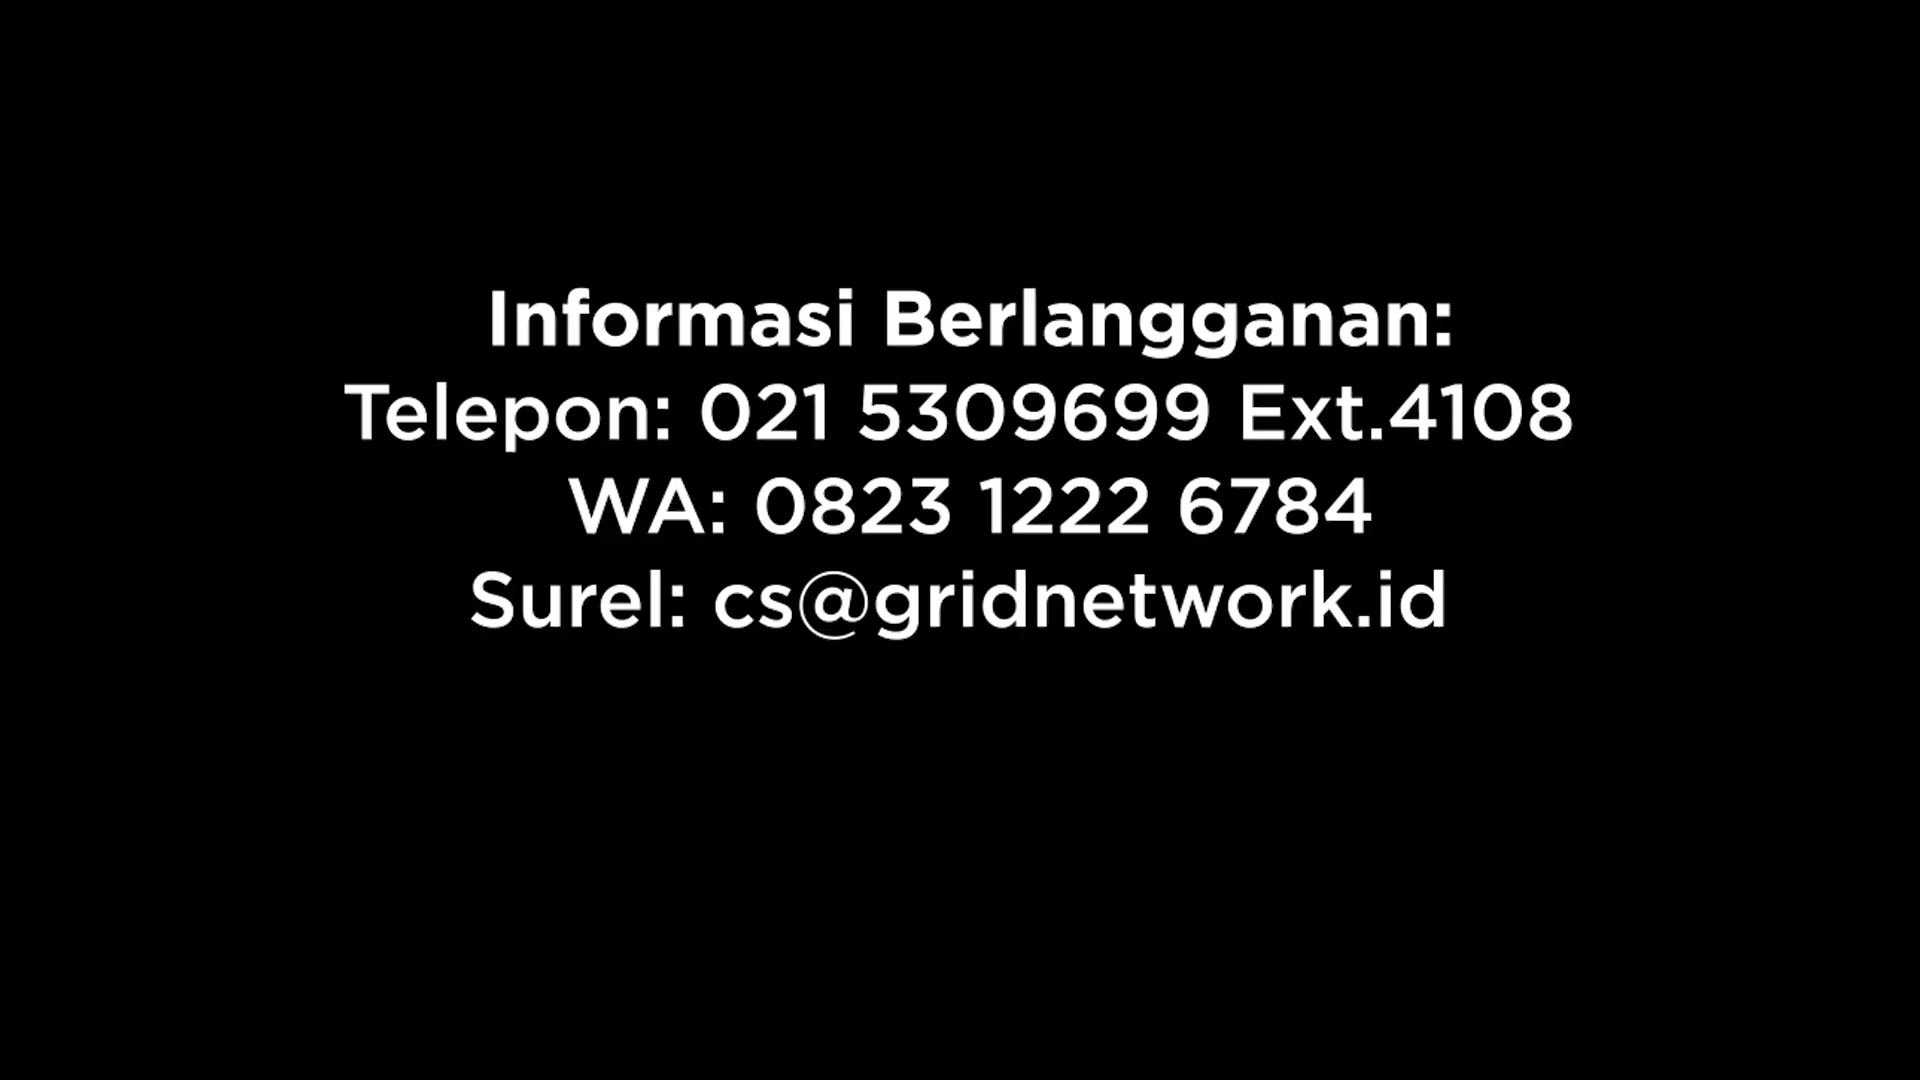 Informasi Berlangganan:
Telepon: 021 5309699 Ext.4108
WA: 0823 1222 6784
Surel: cs@gridnetwork.id